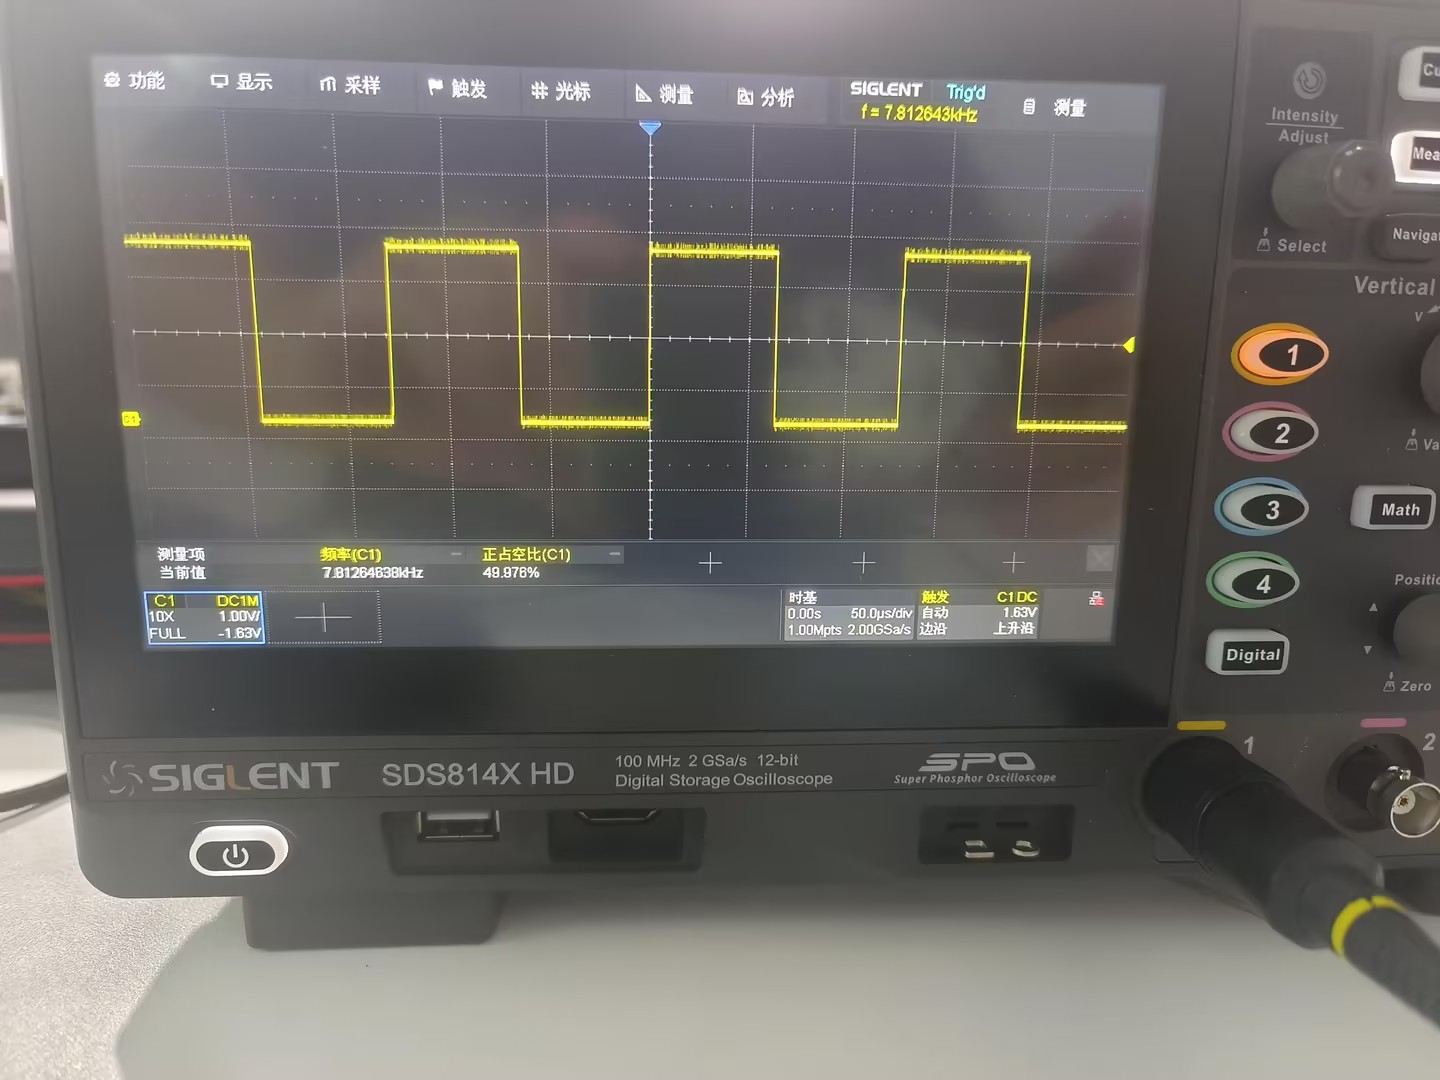 功能 显示 采样 触发 光标 测量 分析 SIGLENT Trig'd 测量
f = 7.812643kHz
C1
测量项 频率(C1) 正占空比(C1)
当前值 49.976%
C1 DC1M
10X 1.00V/
FULL -1.63V
时基
0.00s 50.0µs/div
1.00Mpts 2.00GSa/s
触发 C1 DC
自动 1.63V
边沿 上升沿
SIGLENT SDS814X HD
100 MHz 2 GSa/s 12-bit
Digital Storage Oscilloscope
SPO
Super Phosphor Oscilloscope
Intensity
Adjust
Select
Cu
Mea
Navigat
Vertical
V
1
2
3
4
Va
Math
Positio
Zero
Digital
1
2